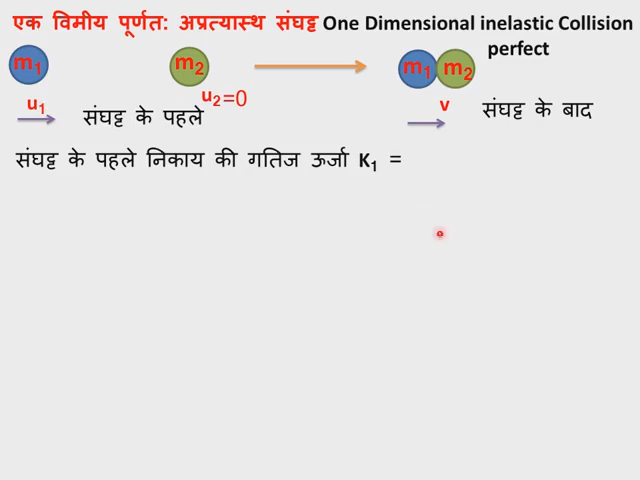 एक विमीय पूर्णत: अप्रत्यास्थ संघट्ट One Dimensional inelastic Collision
perfect
m1 m2 m1 m2
u1 u2=0 v
संघट्ट के पहले संघट्ट के बाद
संघट्ट के पहले निकाय की गतिज ऊर्जा K1 =